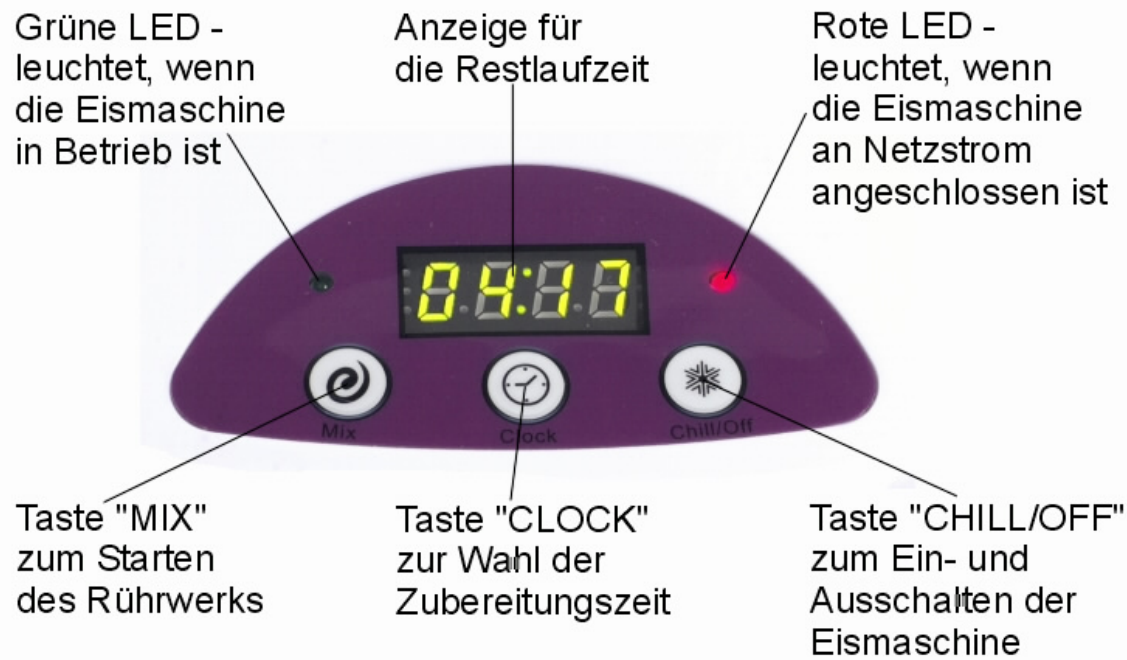 Grüne LED -
leuchtet, wenn
die Eismaschine
in Betrieb ist
Anzeige für
die Restlaufzeit
Rote LED -
leuchtet, wenn
die Eismaschine
an Netzstrom
angeschlossen ist
04:17
Mix
Clock
Chill/Off
Taste "MIX"
zum Starten
des Rührwerks
Taste "CLOCK"
zur Wahl der
Zubereitungszeit
Taste "CHILL/OFF"
zum Ein- und
Ausschalten der
Eismaschine